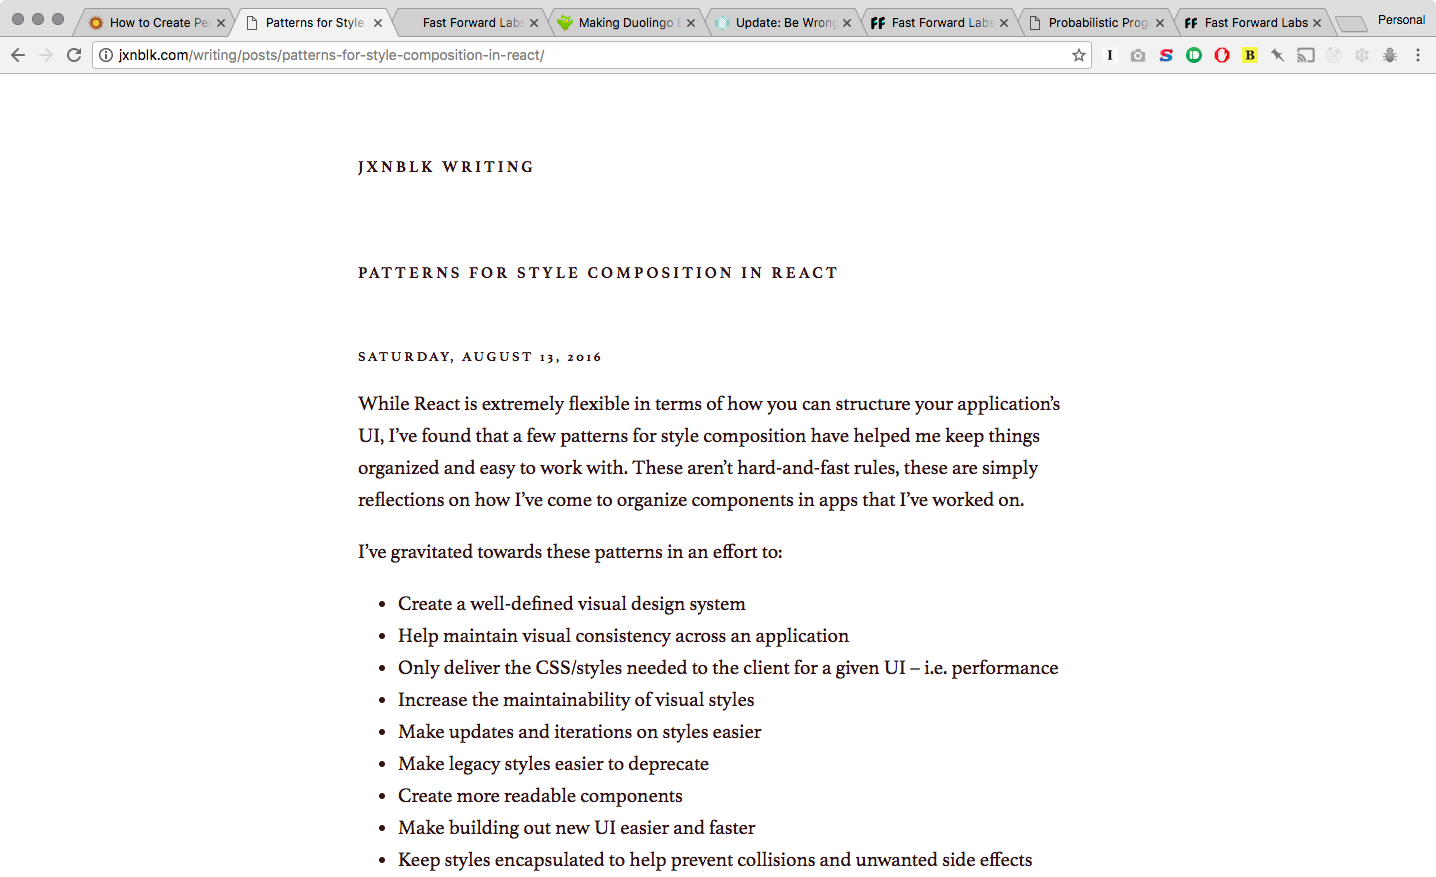 How to Create Pe
Patterns for Style
Fast Forward Labs
Making Duolingo
Update: Be Wrong
Fast Forward Labs
Probabilistic Prog
Fast Forward Labs
Personal
jxnblk.com/writing/posts/patterns-for-style-composition-in-react/
JXNBLK WRITING
PATTERNS FOR STYLE COMPOSITION IN REACT
SATURDAY, AUGUST 13, 2016
While React is extremely flexible in terms of how you can structure your application’s
UI, I’ve found that a few patterns for style composition have helped me keep things
organized and easy to work with. These aren’t hard-and-fast rules, these are simply
reflections on how I’ve come to organize components in apps that I’ve worked on.
I’ve gravitated towards these patterns in an effort to:
• Create a well-defined visual design system
• Help maintain visual consistency across an application
• Only deliver the CSS/styles needed to the client for a given UI – i.e. performance
• Increase the maintainability of visual styles
• Make updates and iterations on styles easier
• Make legacy styles easier to deprecate
• Create more readable components
• Make building out new UI easier and faster
• Keep styles encapsulated to help prevent collisions and unwanted side effects